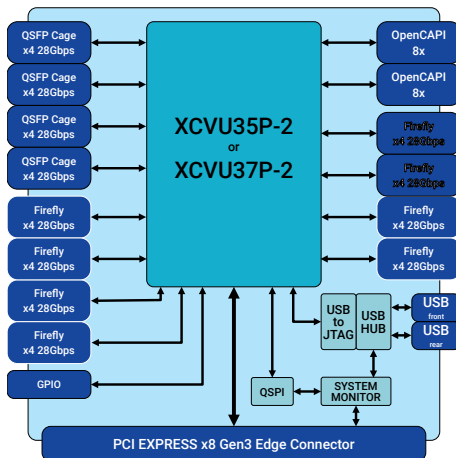 QSFP Cage
x4 28Gbps
QSFP Cage
x4 28Gbps
QSFP Cage
x4 28Gbps
QSFP Cage
x4 28Gbps
Firefly
x4 28Gbps
Firefly
x4 28Gbps
Firefly
x4 28Gbps
Firefly
x4 28Gbps
GPIO
XCVU35P-2
or
XCVU37P-2
OpenCAPI
8x
OpenCAPI
8x
Firefly
x4 28Gbps
Firefly
x4 28Gbps
Firefly
x4 28Gbps
Firefly
x4 28Gbps
USB
to
JTAG
USB
HUB
USB
front
USB
rear
QSPI
SYSTEM
MONITOR
PCI EXPRESS x8 Gen3 Edge Connector